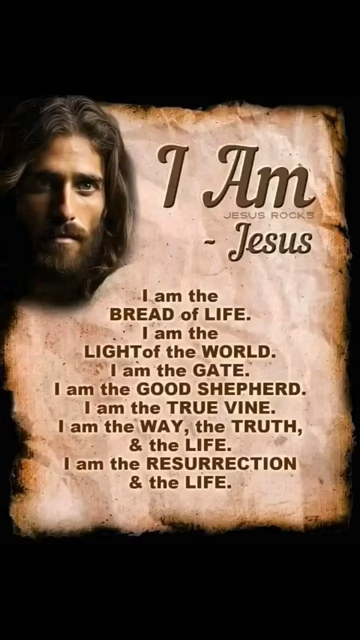 I Am
JESUS ROCKS
- Jesus
I am the
BREAD of LIFE.
I am the
LIGHTof the WORLD.
I am the GATE.
I am the GOOD SHEPHERD.
I am the TRUE VINE.
I am the WAY, the TRUTH,
& the LIFE.
I am the RESURRECTION
& the LIFE.